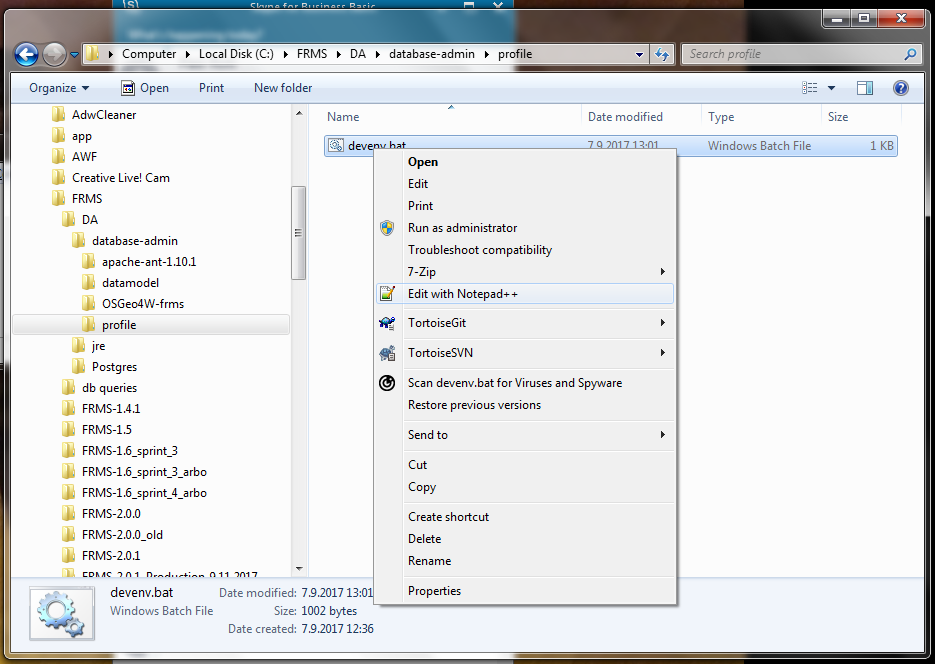 Skype for Business Basic
What's happening today?
Computer Local Disk (C:) FRMS DA database-admin profile
Search profile
Organize Open Print New folder
Name Date modified Type Size
devenv.bat 7.9.2017 13:01 Windows Batch File 1 KB
AdwCleaner
app
AWF
Creative Live! Cam
FRMS
DA
database-admin
apache-ant-1.10.1
datamodel
OSGeo4W-frms
profile
jre
Postgres
db queries
FRMS-1.4.1
FRMS-1.5
FRMS-1.6_sprint_3
FRMS-1.6_sprint_3_arbo
FRMS-1.6_sprint_4_arbo
FRMS-2.0.0
FRMS-2.0.0_old
FRMS-2.0.1
FRMS-2.0.1_Production-9.11.2017
Open
Edit
Print
Run as administrator
Troubleshoot compatibility
7-Zip
Edit with Notepad++
TortoiseGit
TortoiseSVN
Scan devenv.bat for Viruses and Spyware
Restore previous versions
Send to
Cut
Copy
Create shortcut
Delete
Rename
Properties
devenv.bat Date modified: 7.9.2017 13:01
Windows Batch File Size: 1002 bytes
Date created: 7.9.2017 12:36